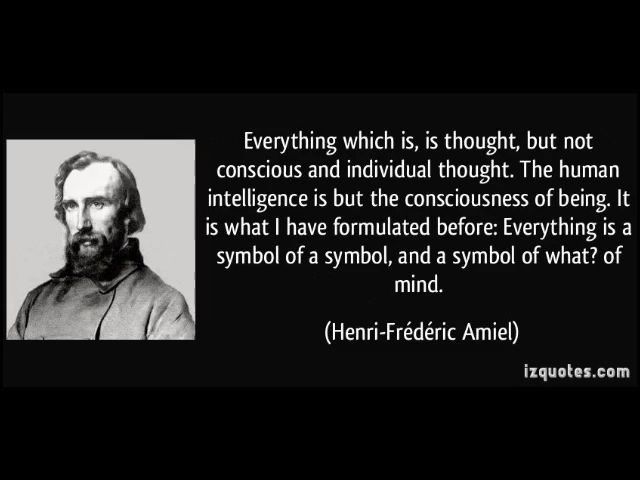 Everything which is, is thought, but not
conscious and individual thought. The human
intelligence is but the consciousness of being. It
is what I have formulated before: Everything is a
symbol of a symbol, and a symbol of what? of
mind.
(Henri-Frédéric Amiel)
izquotes.com